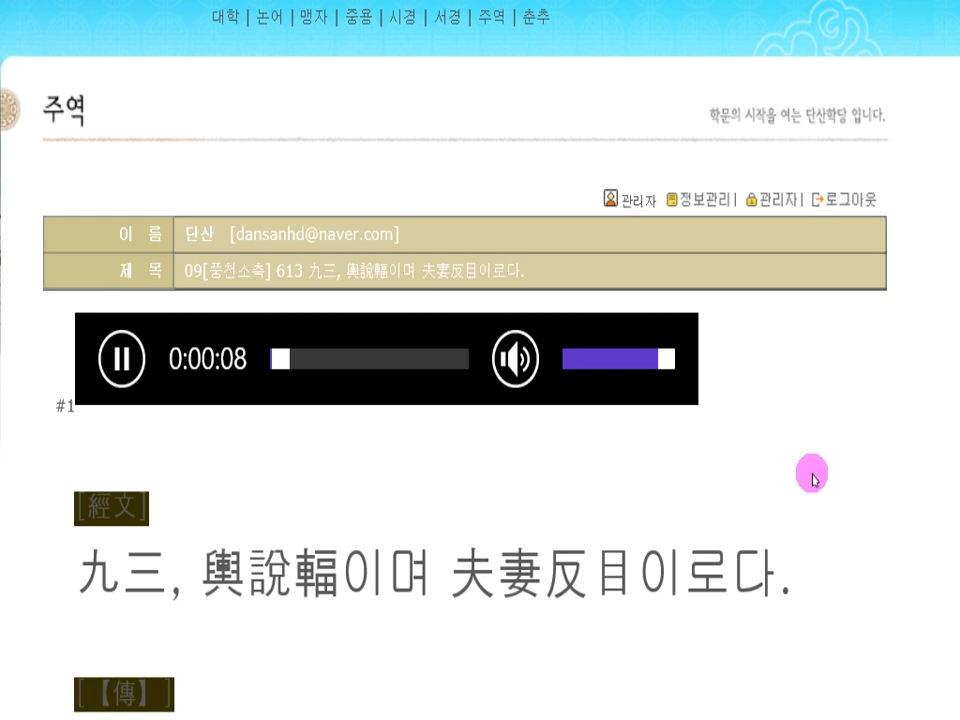 대학 | 논어 | 맹자 | 중용 | 시경 | 서경 | 주역 | 춘추
주역
학문의 시작을 여는 단산학당 입니다.
관리자 정보관리 | 관리자 | 로그아웃
이 름 단산 [dansanhd@naver.com]
제 목 09[풍천소축] 613 九三, 輿說輻이며 夫妻反目이로다.
0:00:08
#1
[經文]
九三, 輿說輻이며 夫妻反目이로다.
[ 【傳】 ]